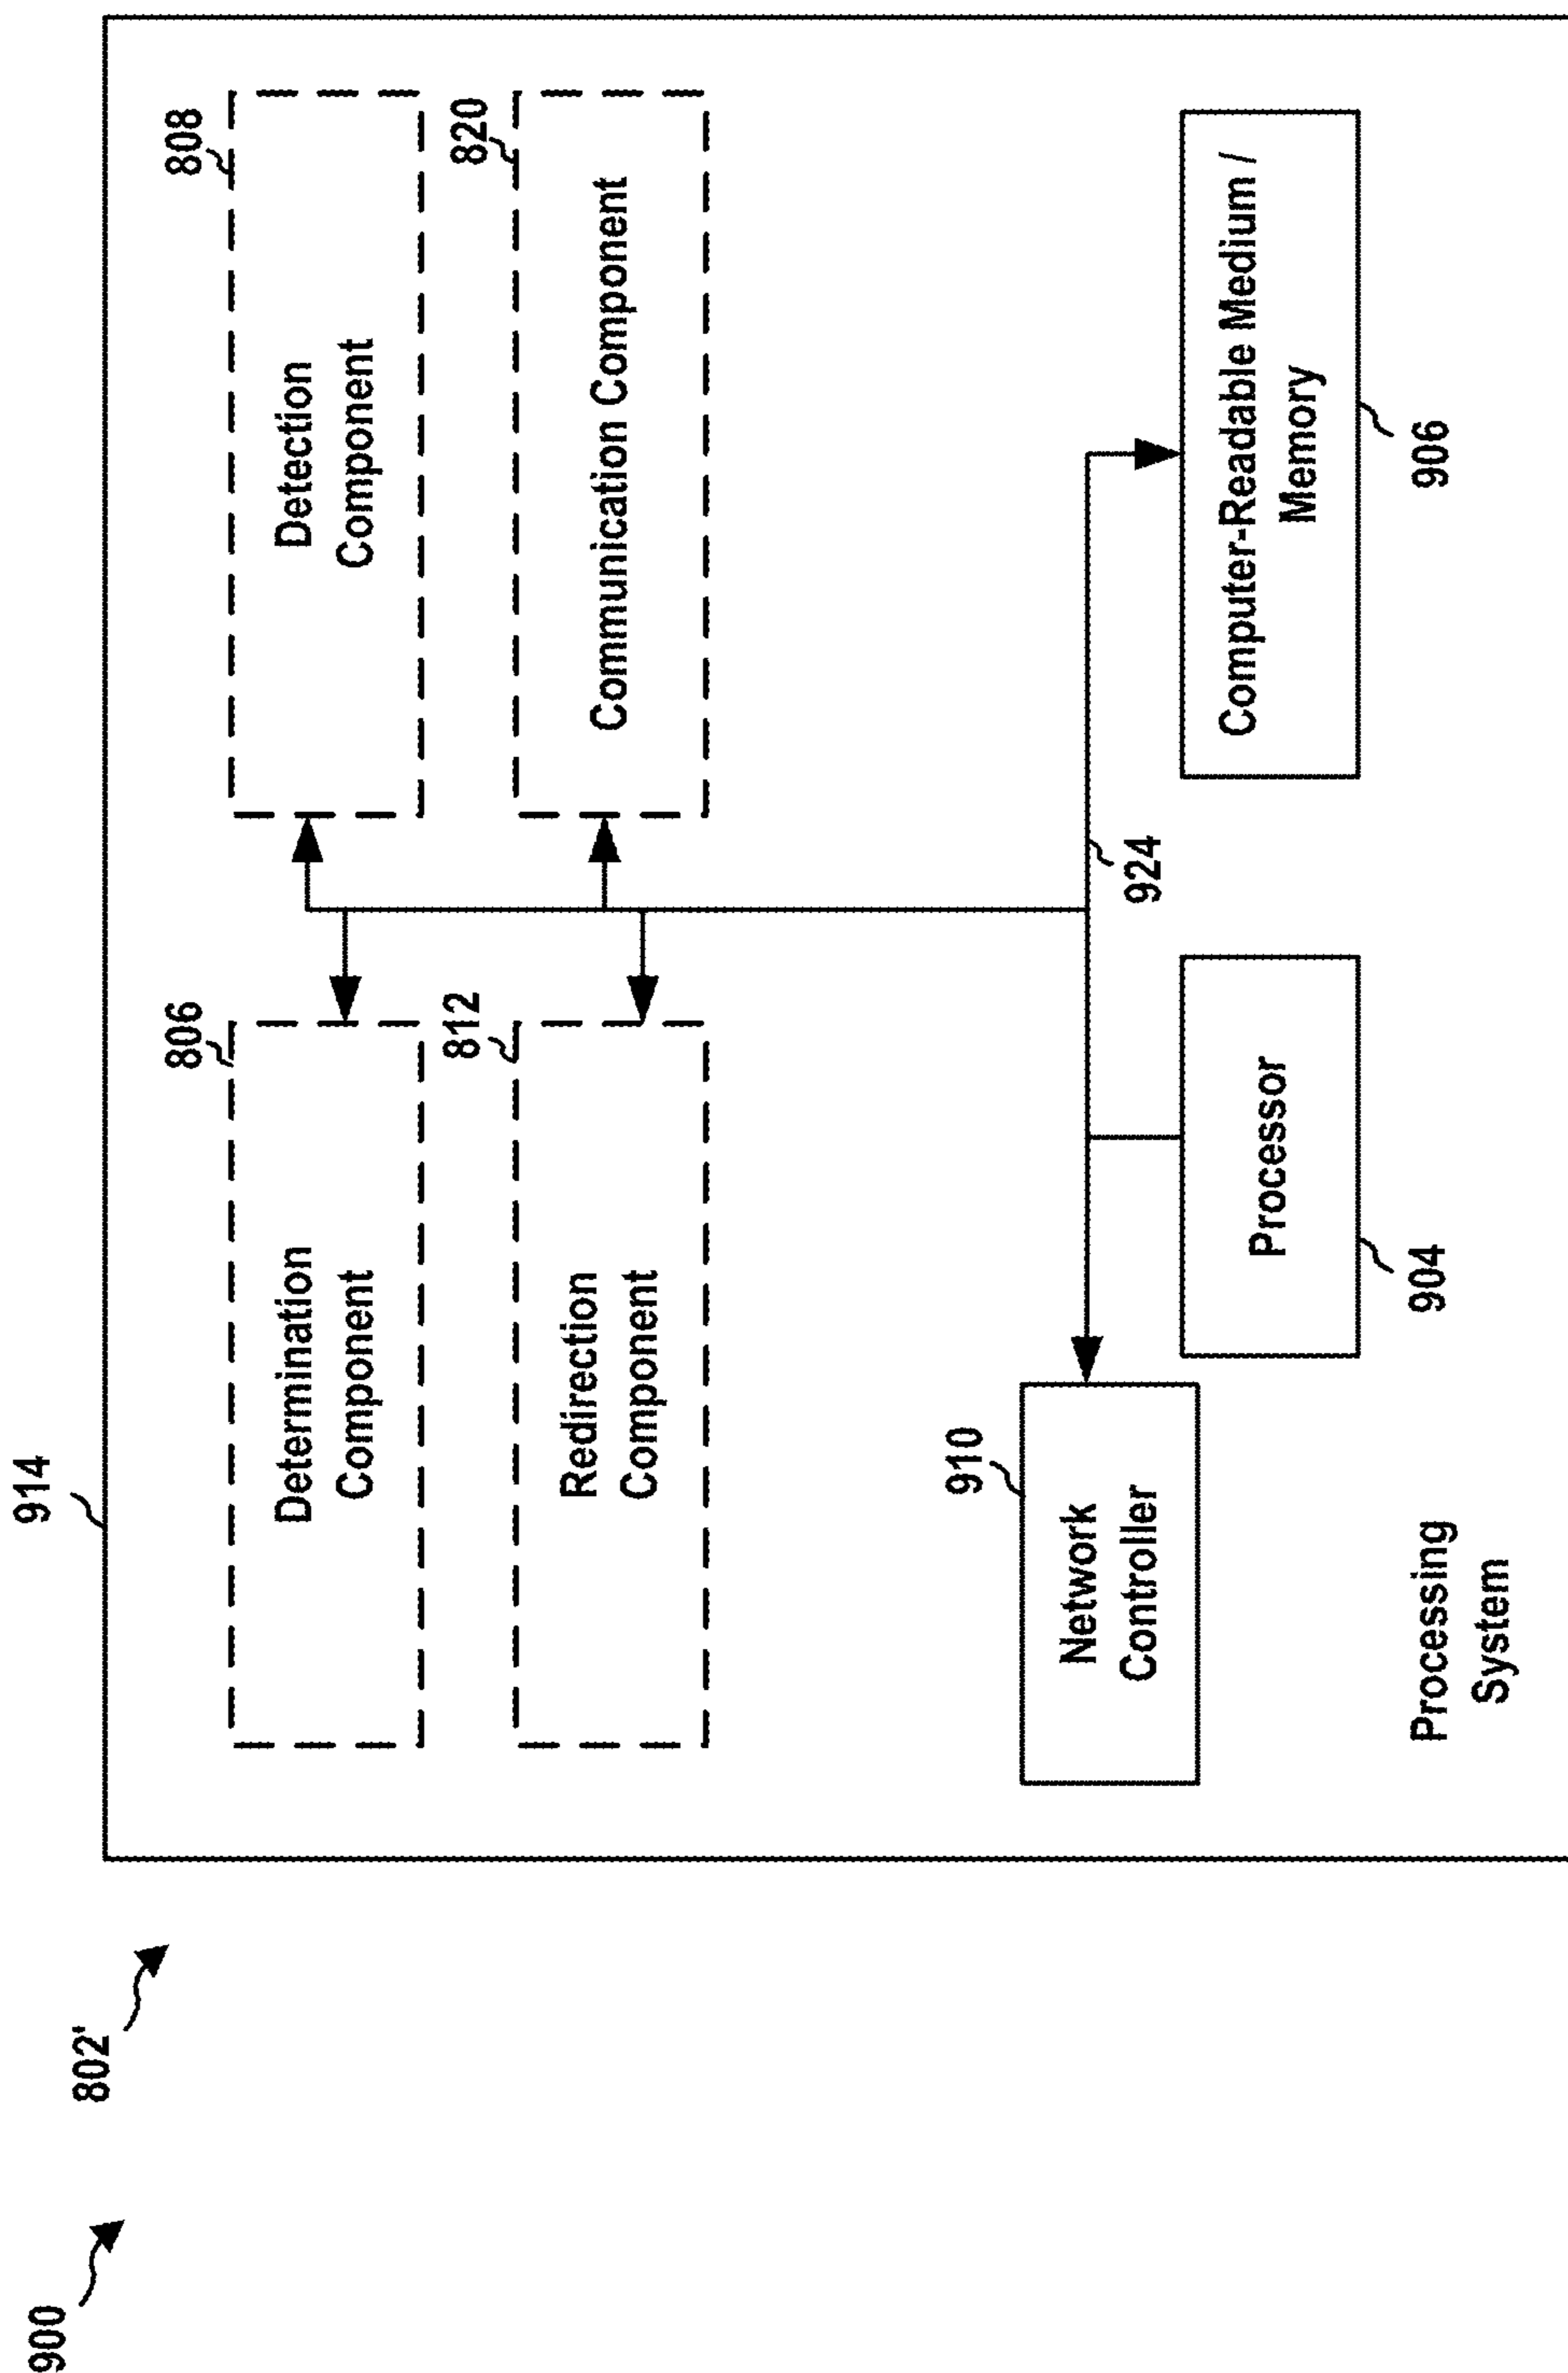 900
802'
914
806
Determination
Component
808
Detection
Component
812
Redirection
Component
820
Communication Component
910
Network
Controller
924
Processor
904
Computer-Readable Medium /
Memory
906
Processing
System